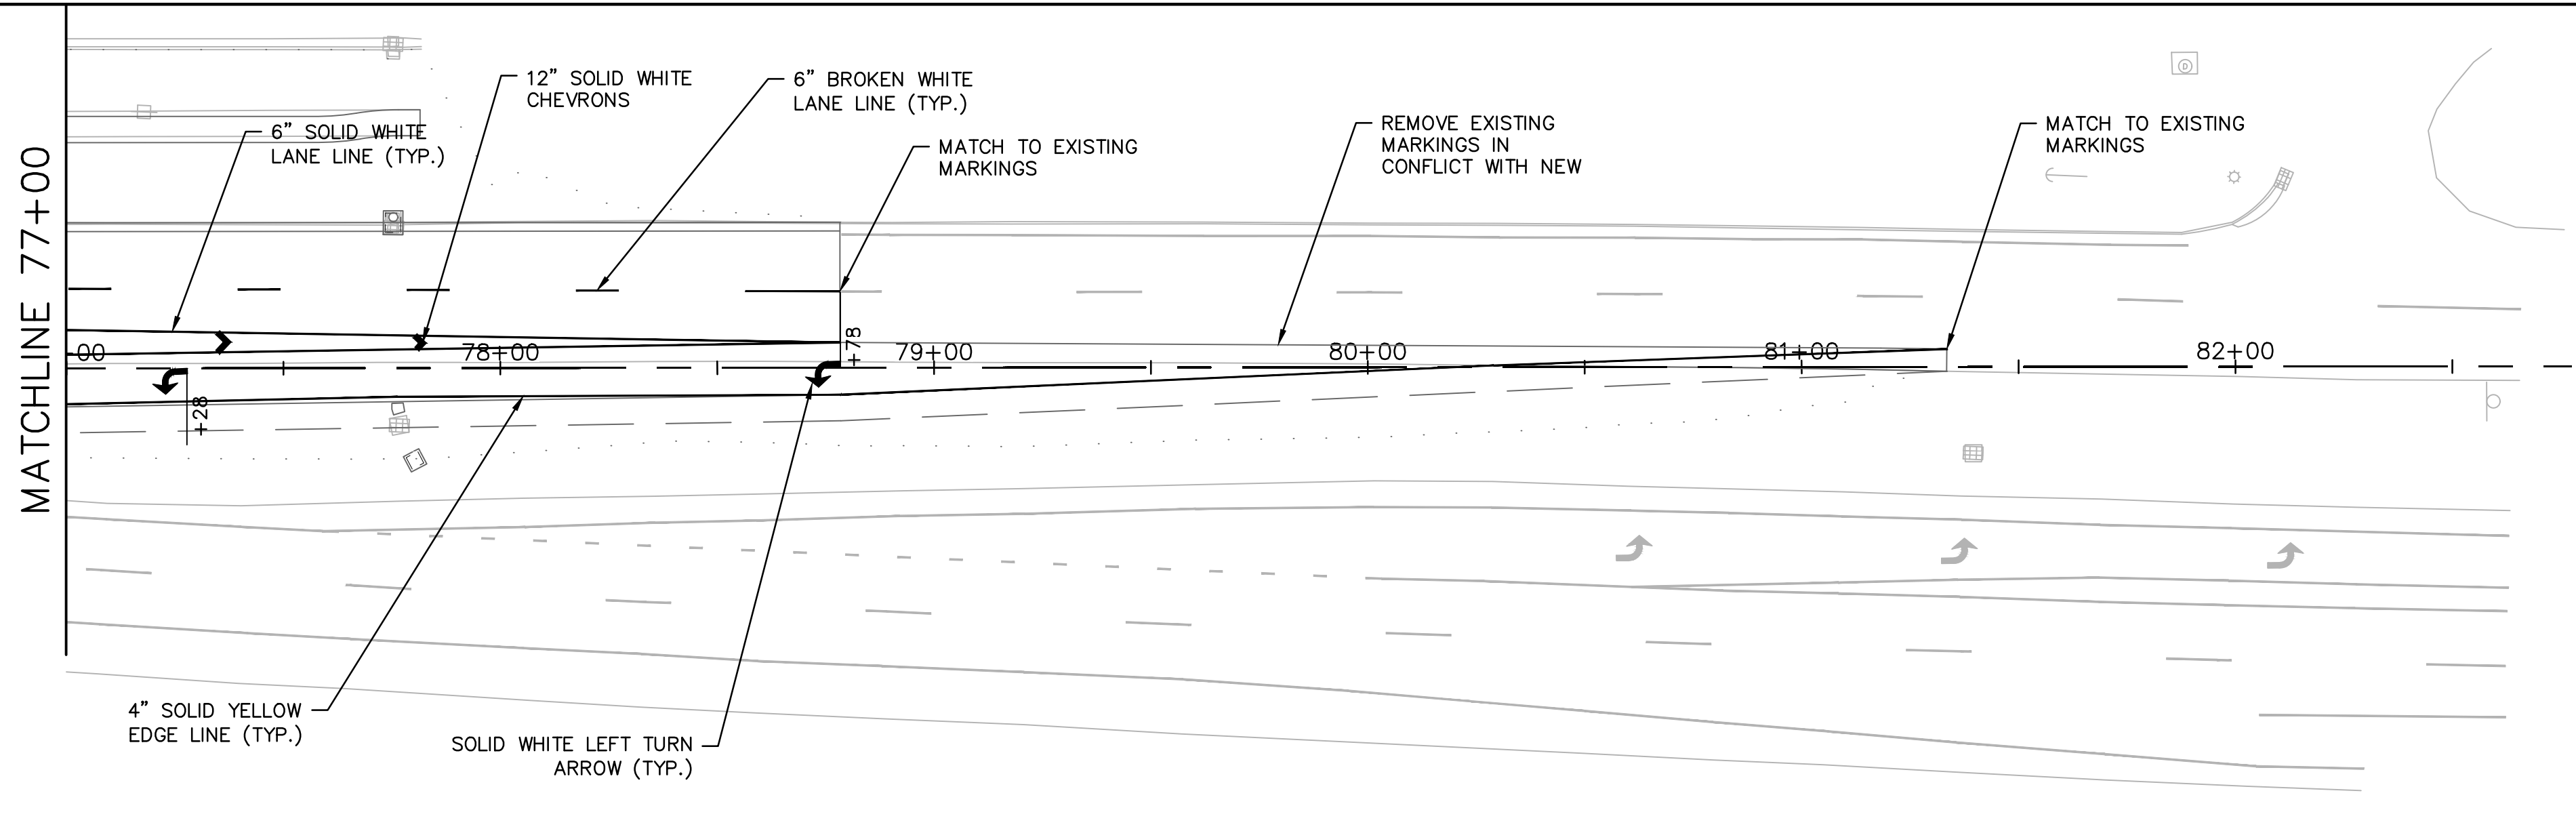 MATCHLINE 77+00
12” SOLID WHITE
CHEVRONS
6” BROKEN WHITE
LANE LINE (TYP.)
6” SOLID WHITE
LANE LINE (TYP.)
MATCH TO EXISTING
MARKINGS
REMOVE EXISTING
MARKINGS IN
CONFLICT WITH NEW
MATCH TO EXISTING
MARKINGS
D
-00
78+00
+78
79+00
80+00
81+00
82+00
+28
4” SOLID YELLOW
EDGE LINE (TYP.)
SOLID WHITE LEFT TURN
ARROW (TYP.)